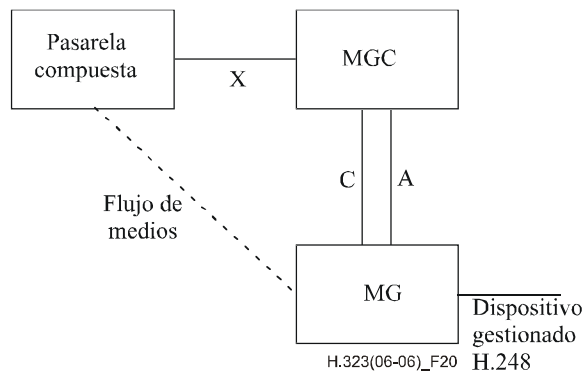 Pasarela
compuesta
X
MGC
C
A
Flujo de
medios
MG
Dispositivo
gestionado
H.248
H.323(06-06)_F20